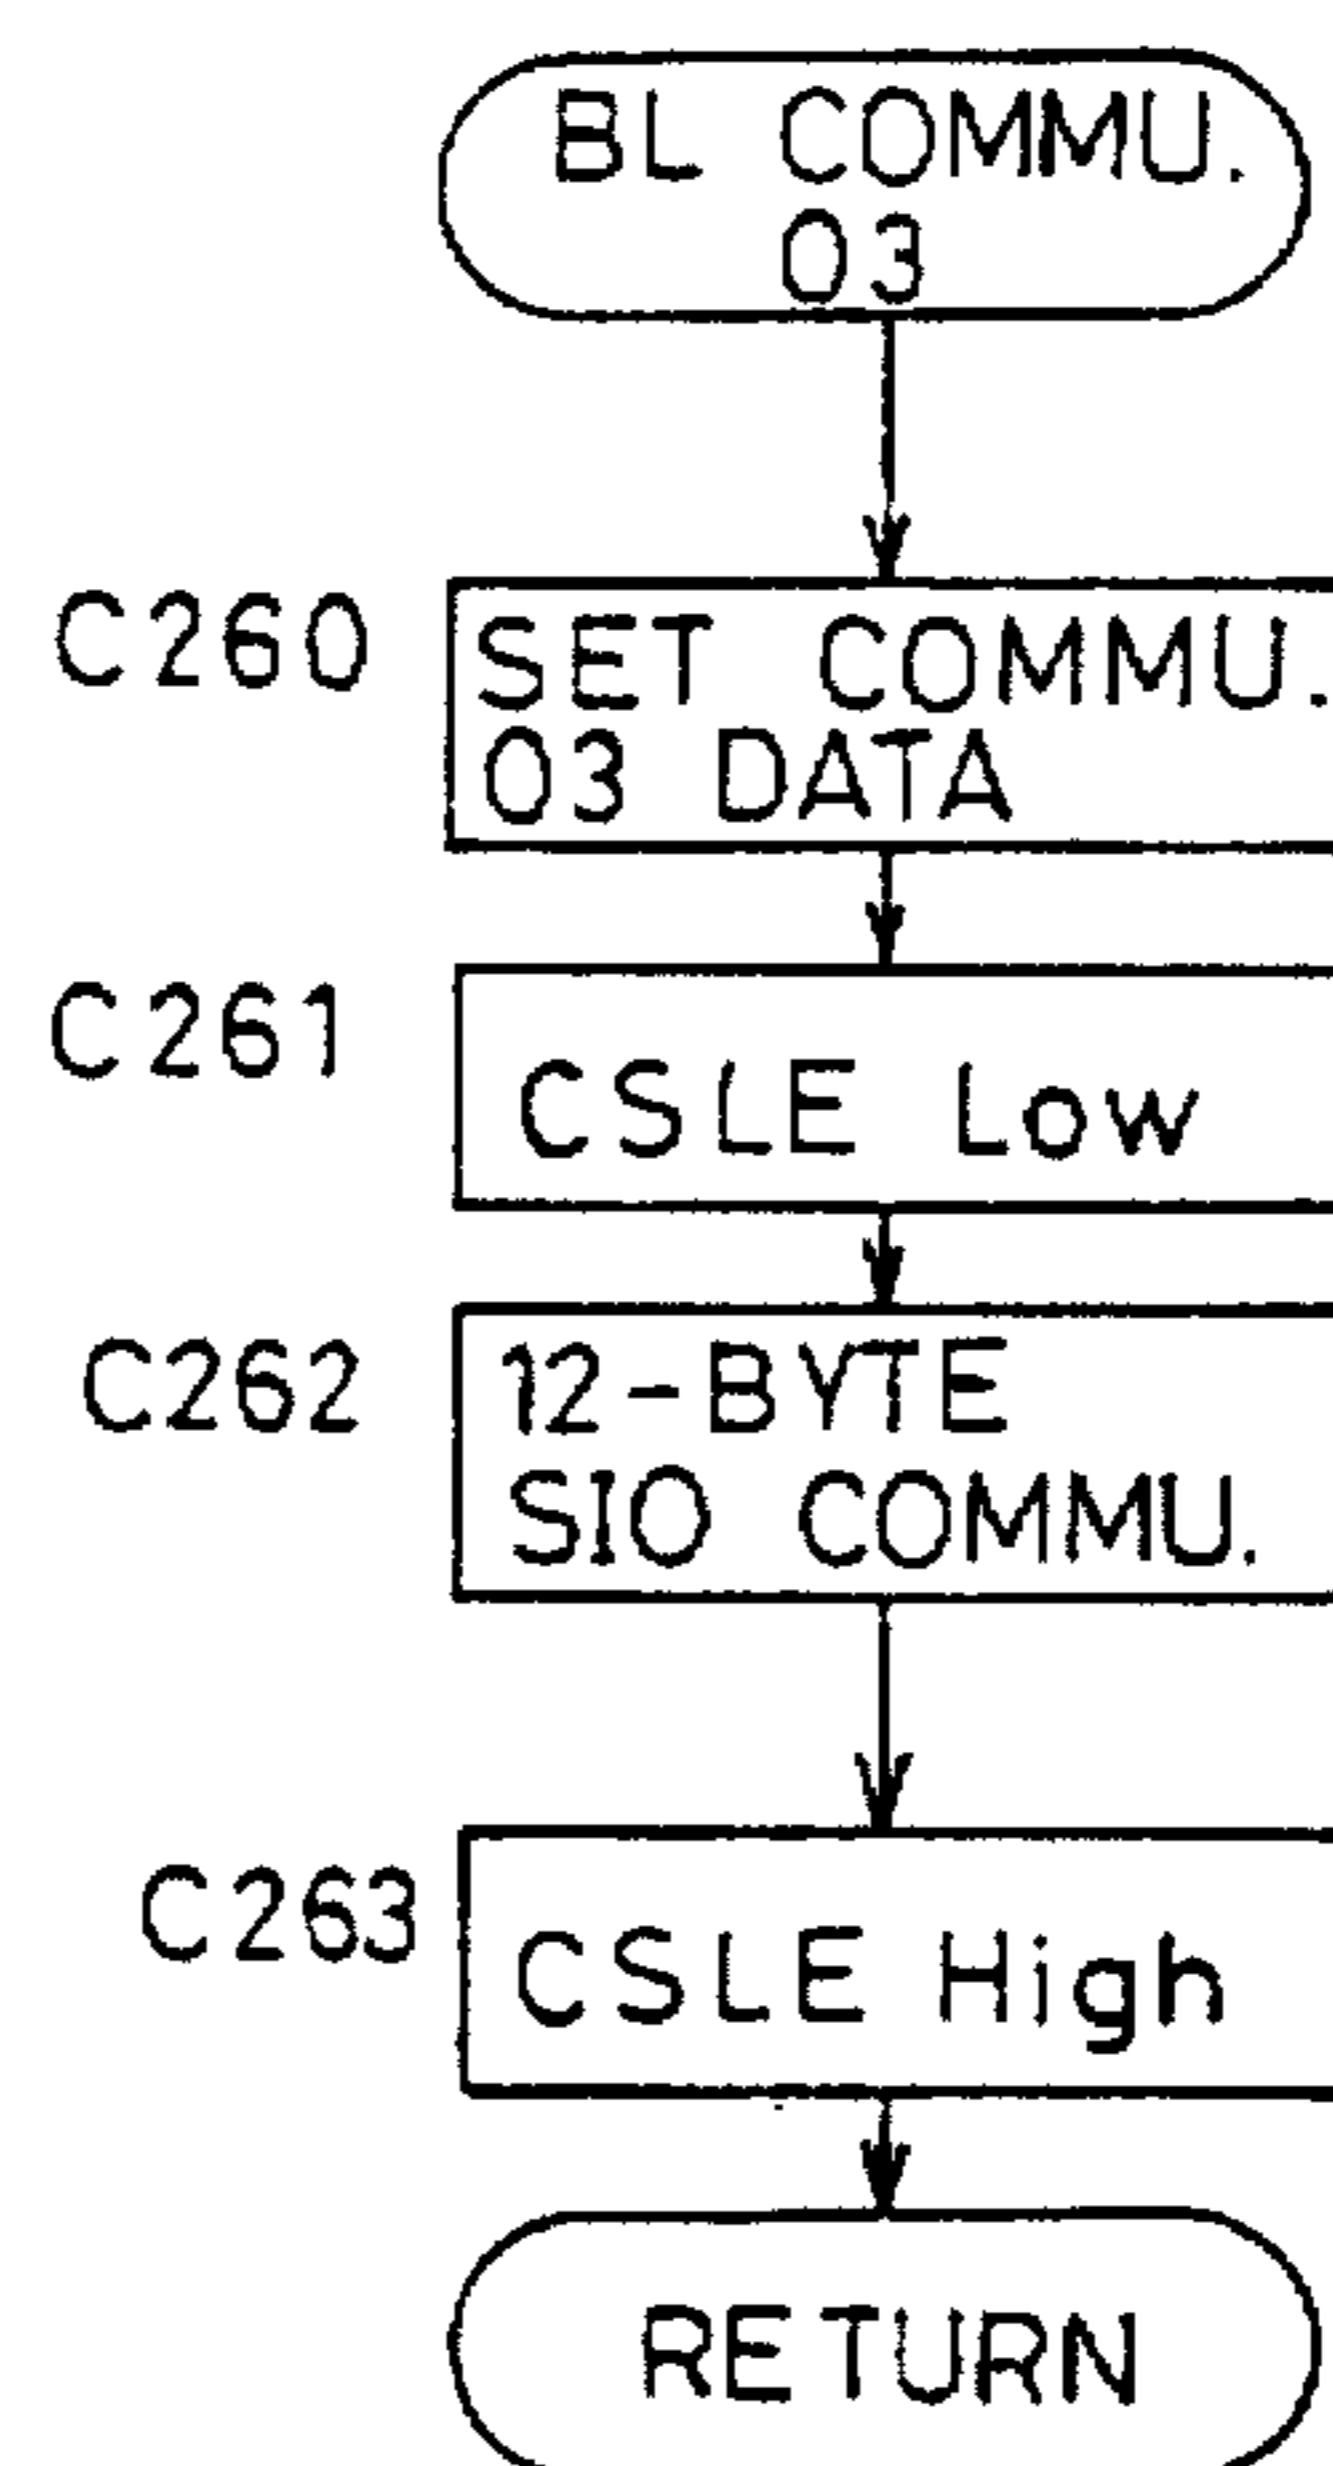 BL COMMU.
03
C260
SET COMMU.
03 DATA
C261
CSLE Low
C262
12-BYTE
SIO COMMU.
C263
CSLE High
RETURN